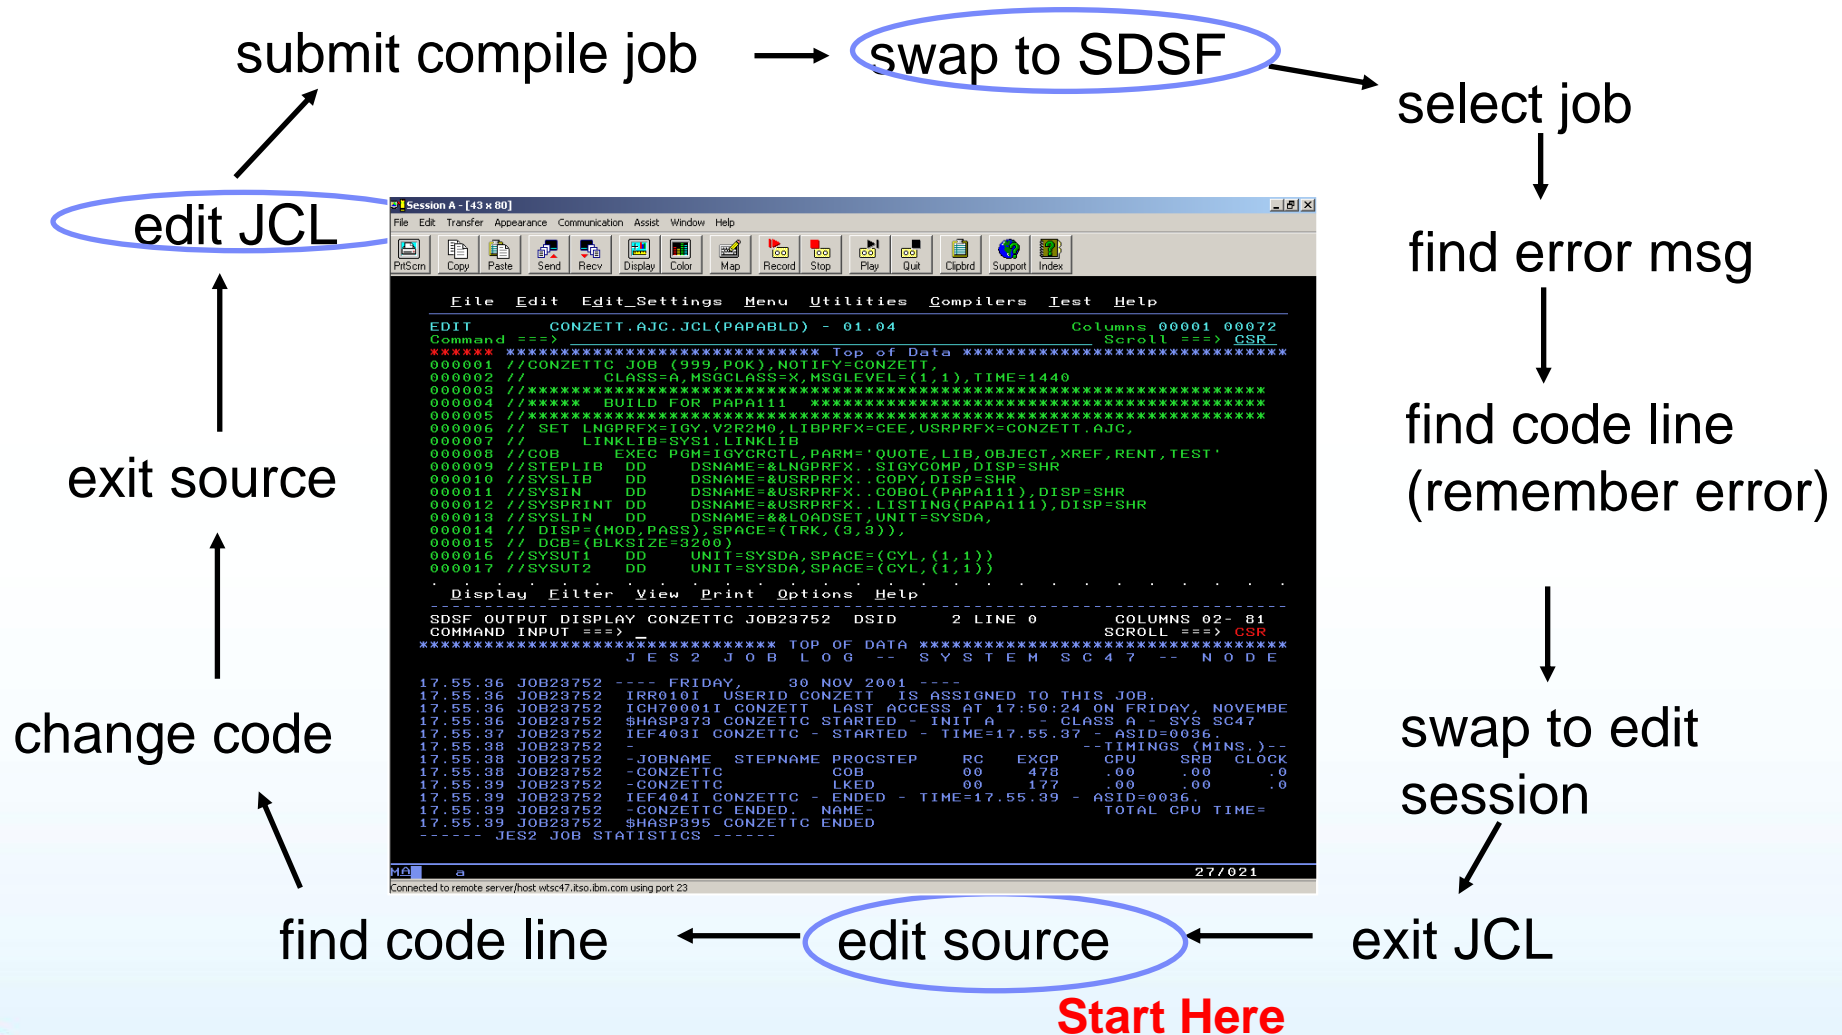 submit compile job
swap to SDSF
select job
find error msg
find code line
(remember error)
swap to edit
session
exit JCL
edit source
Start Here
find code line
change code
exit source
edit JCL
Session A - [43 x 80]
File Edit Transfer Appearance Communication Assist Window Help
PrtScrn Copy Paste Send Recv Display Color Map Record Stop Play Quit Clipbrd Support Index
File Edit Edit_Settings Menu Utilities Compilers Test Help
EDIT CONZETT.AJC.JCL(PAPABLD) - 01.04 Columns 00001 00072
Command ===> Scroll ===> CSR
****** **************************** Top of Data ******************************
000001 //CONZETTC JOB (999,POK),NOTIFY=CONZETT,
000002 // CLASS=A,MSGCLASS=X,MSGLEVEL=(1,1),TIME=1440
000003 //********************************************************************
000004 //***** BUILD FOR PAPA111 ******************************************
000005 //********************************************************************
000006 // SET LNGPRFX=IGY.V2R2M0,LIBPRFX=CEE,USRPRFX=CONZETT.AJC,
000007 // LINKLIB=SYS1.LINKLIB
000008 //COB EXEC PGM=IGYCRCTL,PARM='QUOTE,LIB,OBJECT,XREF,RENT,TEST'
000009 //STEPLIB DD DSNAME=&LNGPRFX..SIGYCOMP,DISP=SHR
000010 //SYSLIB DD DSNAME=&USRPRFX..COPY,DISP=SHR
000011 //SYSIN DD DSNAME=&USRPRFX..COBOL(PAPA111),DISP=SHR
000012 //SYSPRINT DD DSNAME=&USRPRFX..LISTING(PAPA111),DISP=SHR
000013 //SYSLIN DD DSNAME=&&LOADSET,UNIT=SYSDA,
000014 // DISP=(MOD,PASS),SPACE=(TRK,(3,3)),
000015 // DCB=(BLKSIZE=3200)
000016 //SYSUT1 DD UNIT=SYSDA,SPACE=(CYL,(1,1))
000017 //SYSUT2 DD UNIT=SYSDA,SPACE=(CYL,(1,1))
. . . . . . . . . . . . . . . . . . . . . . . . . . .
Display Filter View Print Options Help
-------------------------------------------------------------------------------
SDSF OUTPUT DISPLAY CONZETTC JOB23752 DSID 2 LINE 0 COLUMNS 02- 81
COMMAND INPUT ===> _ SCROLL ===> CSR
********************************* TOP OF DATA **********************************
J E S 2 J O B L O G -- S Y S T E M S C 4 7 -- N O D E
17.55.36 JOB23752 ---- FRIDAY, 30 NOV 2001 ----
17.55.36 JOB23752 IRR010I USERID CONZETT IS ASSIGNED TO THIS JOB.
17.55.36 JOB23752 ICH70001I CONZETT LAST ACCESS AT 17:50:24 ON FRIDAY, NOVEMBE
17.55.36 JOB23752 $HASP373 CONZETTC STARTED - INIT A - CLASS A - SYS SC47
17.55.37 JOB23752 IEF403I CONZETTC - STARTED - TIME=17.55.37 - ASID=0036.
17.55.38 JOB23752 - --TIMINGS (MINS.)--
17.55.38 JOB23752 -JOBNAME STEPNAME PROCSTEP RC EXCP CPU SRB CLOCK
17.55.38 JOB23752 -CONZETTC COB 00 478 .00 .00 .0
17.55.39 JOB23752 -CONZETTC LKED 00 177 .00 .00 .0
17.55.39 JOB23752 IEF404I CONZETTC - ENDED - TIME=17.55.39 - ASID=0036.
17.55.39 JOB23752 -CONZETTC ENDED. NAME- TOTAL CPU TIME=
17.55.39 JOB23752 $HASP395 CONZETTC ENDED
------ JES2 JOB STATISTICS ------
MA a 27/021
Connected to remote server/host wtsc47.itso.ibm.com using port 23